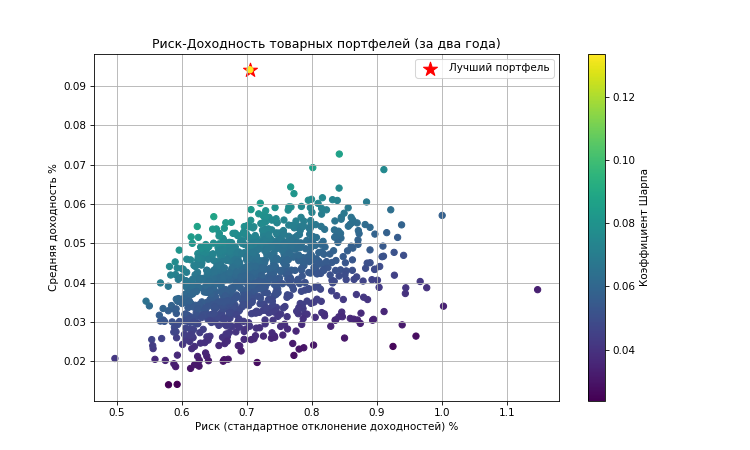 Риск-Доходность товарных портфелей (за два года)
Лучший портфель
Средняя доходность %
0.09
0.08
0.07
0.06
0.05
0.04
0.03
0.02
0.5 0.6 0.7 0.8 0.9 1.0 1.1
Риск (стандартное отклонение доходностей) %
0.12
0.10
0.08
0.06
0.04
Коэффициент Шарпа